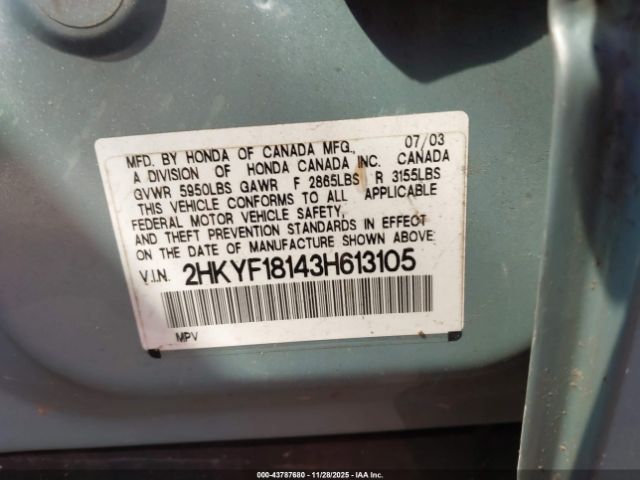 07/03
MFD. BY HONDA OF CANADA MFG.,
A DIVISION OF HONDA CANADA INC. CANADA
GVWR 5950LBS GAWR F 2865LBS R 3155LBS
THIS VEHICLE CONFORMS TO ALL APPLICABLE
FEDERAL MOTOR VEHICLE SAFETY,
AND THEFT PREVENTION STANDARDS IN EFFECT
ON THE DATE OF MANUFACTURE SHOWN ABOVE.
V.I.N. 2HKYF18143H613105
MPV
000-43787680 - 11/28/2025 - IAA Inc.